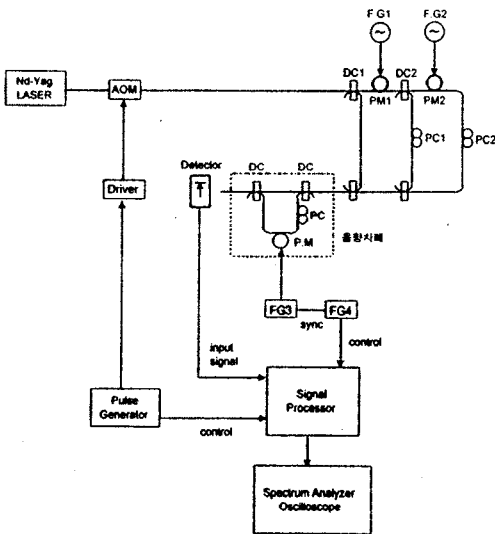 F.G1
F.G2
Nd-Yag
LASER
AOM
DC1
PM1
DC2
PM2
PC1
PC2
Detector
DC
DC
PC
P.M
음향차폐
Driver
FG3
FG4
sync
control
input
signal
Pulse
Generator
control
Signal
Processor
Spectrum Analyzer
Oscilloscope